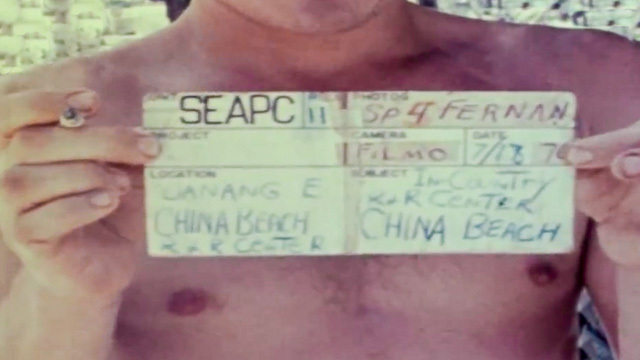 SEAPC 11 PHOTOG SP4 FERNAN
PROJECT CAMERA FILMO DATE 7/18 7
LOCATION SUBJECT
DANANG E
CHINA BEACH
R & R CENTER
IN-COUNTRY
R & R CENTER
CHINA BEACH